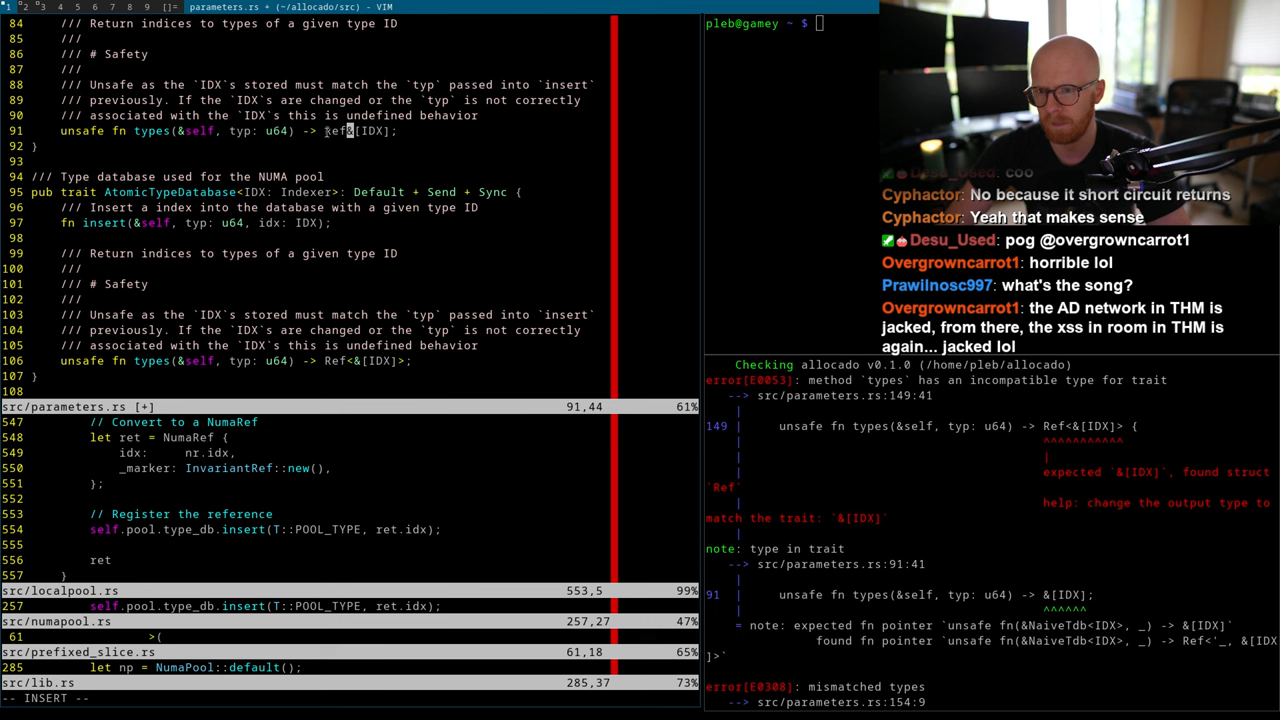 1 2 3 4 5 6 7 8 9 []= parameters.rs + (~/allocado/src) - VIM
84 /// Return indices to types of a given type ID
85 ///
86 /// # Safety
87 ///
88 /// Unsafe as the `IDX`s stored must match the `typ` passed into `insert`
89 /// previously. If the `IDX`s are changed or the `typ` is not correctly
90 /// associated with the `IDX`s this is undefined behavior
91 unsafe fn types(&self, typ: u64) -> Ref&[IDX];
92 }
93
94 /// Type database used for the NUMA pool
95 pub trait AtomicTypeDatabase<IDX: Indexer>: Default + Send + Sync {
96 /// Insert a index into the database with a given type ID
97 fn insert(&self, typ: u64, idx: IDX);
98
99 /// Return indices to types of a given type ID
100 ///
101 /// # Safety
102 ///
103 /// Unsafe as the `IDX`s stored must match the `typ` passed into `insert`
104 /// previously. If the `IDX`s are changed or the `typ` is not correctly
105 /// associated with the `IDX`s this is undefined behavior
106 unsafe fn types(&self, typ: u64) -> Ref<&[IDX]>;
107 }
108
src/parameters.rs [+] 91,44 61%
547 // Convert to a NumaRef
548 let ret = NumaRef {
549 idx: nr.idx,
550 _marker: InvariantRef::new(),
551 };
552
553 // Register the reference
554 self.pool.type_db.insert(T::POOL_TYPE, ret.idx);
555
556 ret
557 }
src/localpool.rs 553,5 99%
257 self.pool.type_db.insert(T::POOL_TYPE, ret.idx);
src/numapool.rs 257,27 47%
61 >(
src/prefixed_slice.rs 61,18 65%
285 let np = NumaPool::default();
src/lib.rs 285,37 73%
-- INSERT --
pleb@gamey ~ $
Desu_Used: coo
Cyphactor: No because it short circuit returns
Cyphactor: Yeah that makes sense
Desu_Used: pog @overgrowncarrot1
Overgrowncarrot1: horrible lol
Prawilnosc997: what's the song?
Overgrowncarrot1: the AD network in THM is
jacked, from there, the xss in room in THM is
again... jacked lol
Checking allocado v0.1.0 (/home/pleb/allocado)
error[E0053]: method `types` has an incompatible type for trait
--> src/parameters.rs:149:41
|
149 | unsafe fn types(&self, typ: u64) -> Ref<&[IDX]> {
| ^^^^^^^^^^^
| |
| expected `&[IDX]`, found struct
`Ref`
| help: change the output type to
match the trait: `&[IDX]`
|
note: type in trait
--> src/parameters.rs:91:41
|
91 | unsafe fn types(&self, typ: u64) -> &[IDX];
| ^^^^^^
= note: expected fn pointer `unsafe fn(&NaiveTdb<IDX>, _) -> &[IDX]`
found fn pointer `unsafe fn(&NaiveTdb<IDX>, _) -> Ref<'_, &[IDX
]>`
error[E0308]: mismatched types
--> src/parameters.rs:154:9